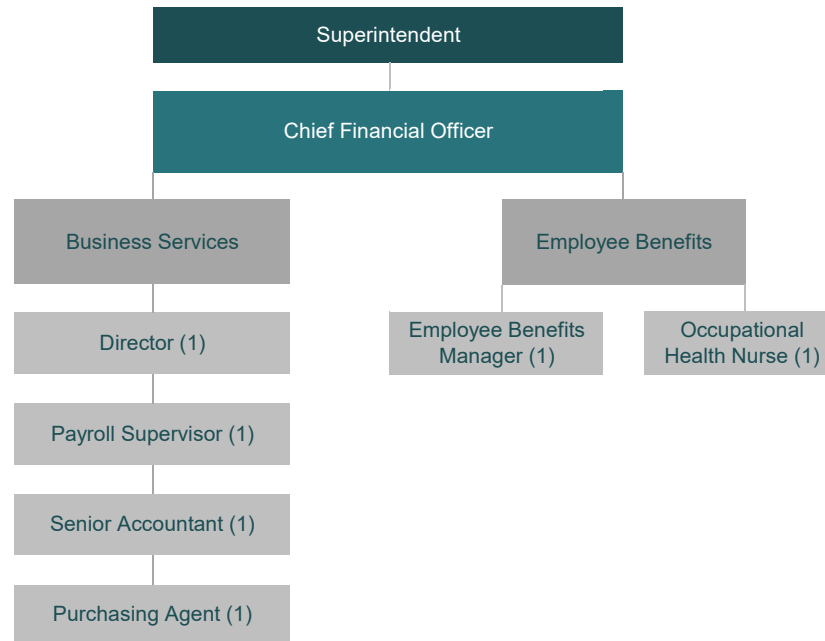 Superintendent
Chief Financial Officer
Business Services
Employee Benefits
Director (1)
Employee Benefits
Manager (1)
Occupational
Health Nurse (1)
Payroll Supervisor (1)
Senior Accountant (1)
Purchasing Agent (1)